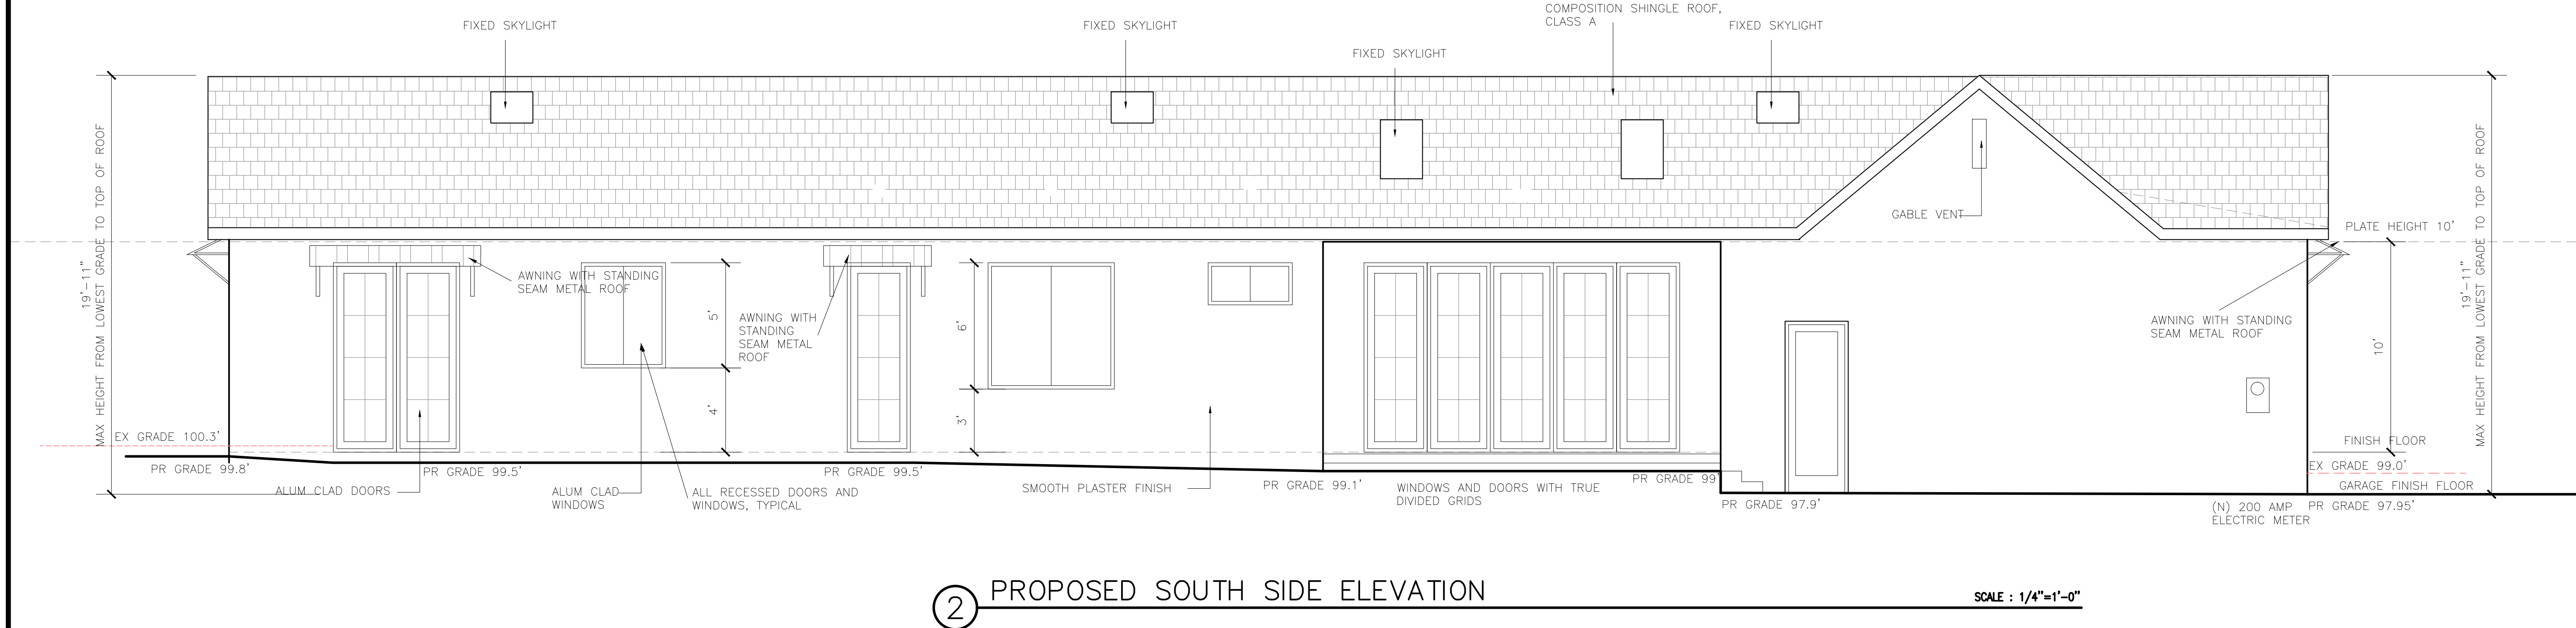 COMPOSITION SHINGLE ROOF,
CLASS A
FIXED SKYLIGHT
FIXED SKYLIGHT
FIXED SKYLIGHT
FIXED SKYLIGHT
19'-11"
MAX HEIGHT FROM LOWEST GRADE TO TOP OF ROOF
GABLE VENT
PLATE HEIGHT 10'
AWNING WITH STANDING
SEAM METAL ROOF
5'
4'
AWNING WITH
STANDING
SEAM METAL
ROOF
6'
3'
AWNING WITH STANDING
SEAM METAL ROOF
10'
19'-11"
MAX HEIGHT FROM LOWEST GRADE TO TOP OF ROOF
EX GRADE 100.3'
PR GRADE 99.8'
PR GRADE 99.5'
PR GRADE 99.5'
ALUM CLAD DOORS
ALUM CLAD
WINDOWS
ALL RECESSED DOORS AND
WINDOWS, TYPICAL
SMOOTH PLASTER FINISH
PR GRADE 99.1'
WINDOWS AND DOORS WITH TRUE
DIVIDED GRIDS
PR GRADE 99'
PR GRADE 97.9'
FINISH FLOOR
EX GRADE 99.0'
GARAGE FINISH FLOOR
(N) 200 AMP
ELECTRIC METER
PR GRADE 97.95'
2
PROPOSED SOUTH SIDE ELEVATION
SCALE : 1/4"=1'-0"